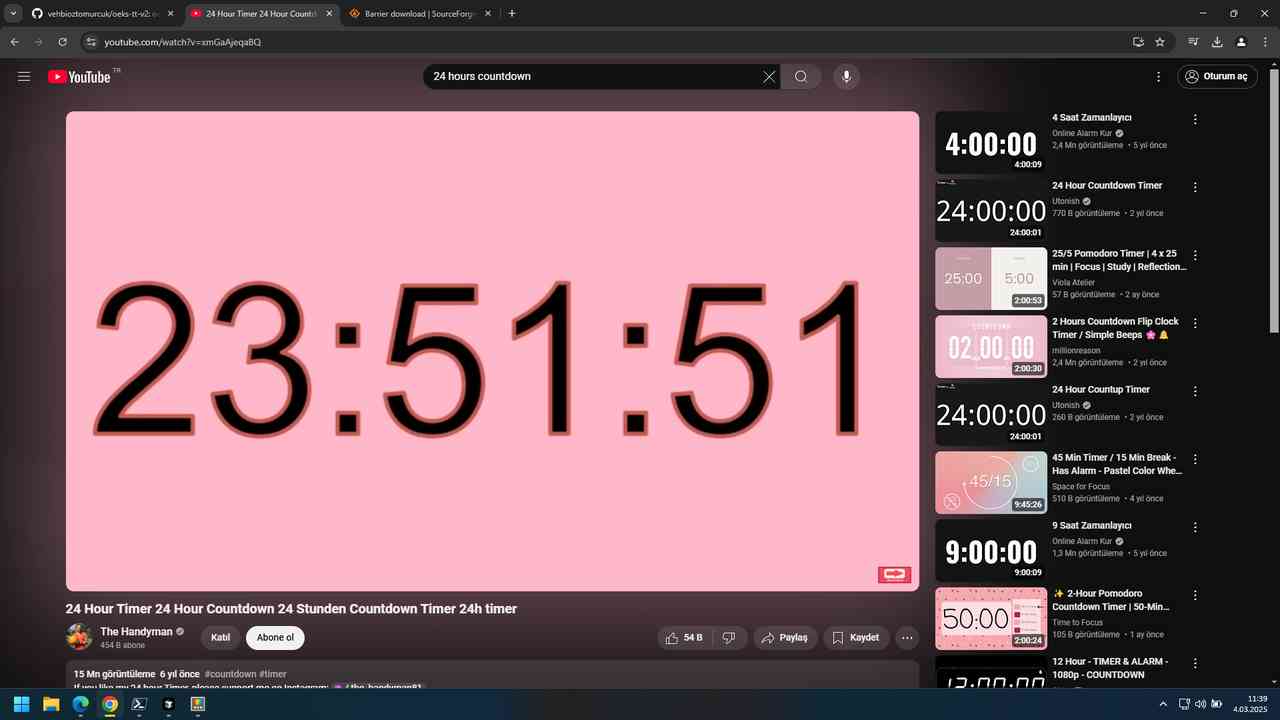 vehbioztomurcuk/oeks-tt-v2: o
24 Hour Timer 24 Hour Countd
Barrier download | SourceForge
youtube.com/watch?v=xmGaAjeqaBQ
YouTube TR
24 hours countdown
Oturum aç
23:51:51
24 Hour Timer 24 Hour Countdown 24 Stunden Countdown Timer 24h timer
The Handyman
454 B abone
Katıl
Abone ol
54 B
Paylaş
Kaydet
15 Mn görüntüleme 6 yıl önce #countdown #timer
If you like my 24 hour Timer, please support me on Instagram: / the_handyman81
4:00:00
4:00:09
4 Saat Zamanlayıcı
Online Alarm Kur
2,4 Mn görüntüleme • 5 yıl önce
24:00:00
24:00:01
24 Hour Countdown Timer
Utonish
770 B görüntüleme • 2 yıl önce
25:00
5:00
2:00:53
25/5 Pomodoro Timer | 4 x 25
min | Focus | Study | Reflection...
Viola Atelier
57 B görüntüleme • 2 ay önce
COUNTDOWN
02 00 00
2:00:30
2 Hours Countdown Flip Clock
Timer / Simple Beeps 🌸 🔔
millionreason
2,4 Mn görüntüleme • 2 yıl önce
24:00:00
24:00:01
24 Hour Countup Timer
Utonish
260 B görüntüleme • 2 yıl önce
45/15
9:45:26
45 Min Timer / 15 Min Break -
Has Alarm - Pastel Color Whe...
Space for Focus
510 B görüntüleme • 4 yıl önce
9:00:00
9:00:09
9 Saat Zamanlayıcı
Online Alarm Kur
1,3 Mn görüntüleme • 5 yıl önce
50:00
2:00:24
✨ 2-Hour Pomodoro
Countdown Timer | 50-Min...
Time to Focus
105 B görüntüleme • 1 ay önce
12:00:00
12 Hour - TIMER & ALARM -
1080p - COUNTDOWN
11:39
4.03.2025